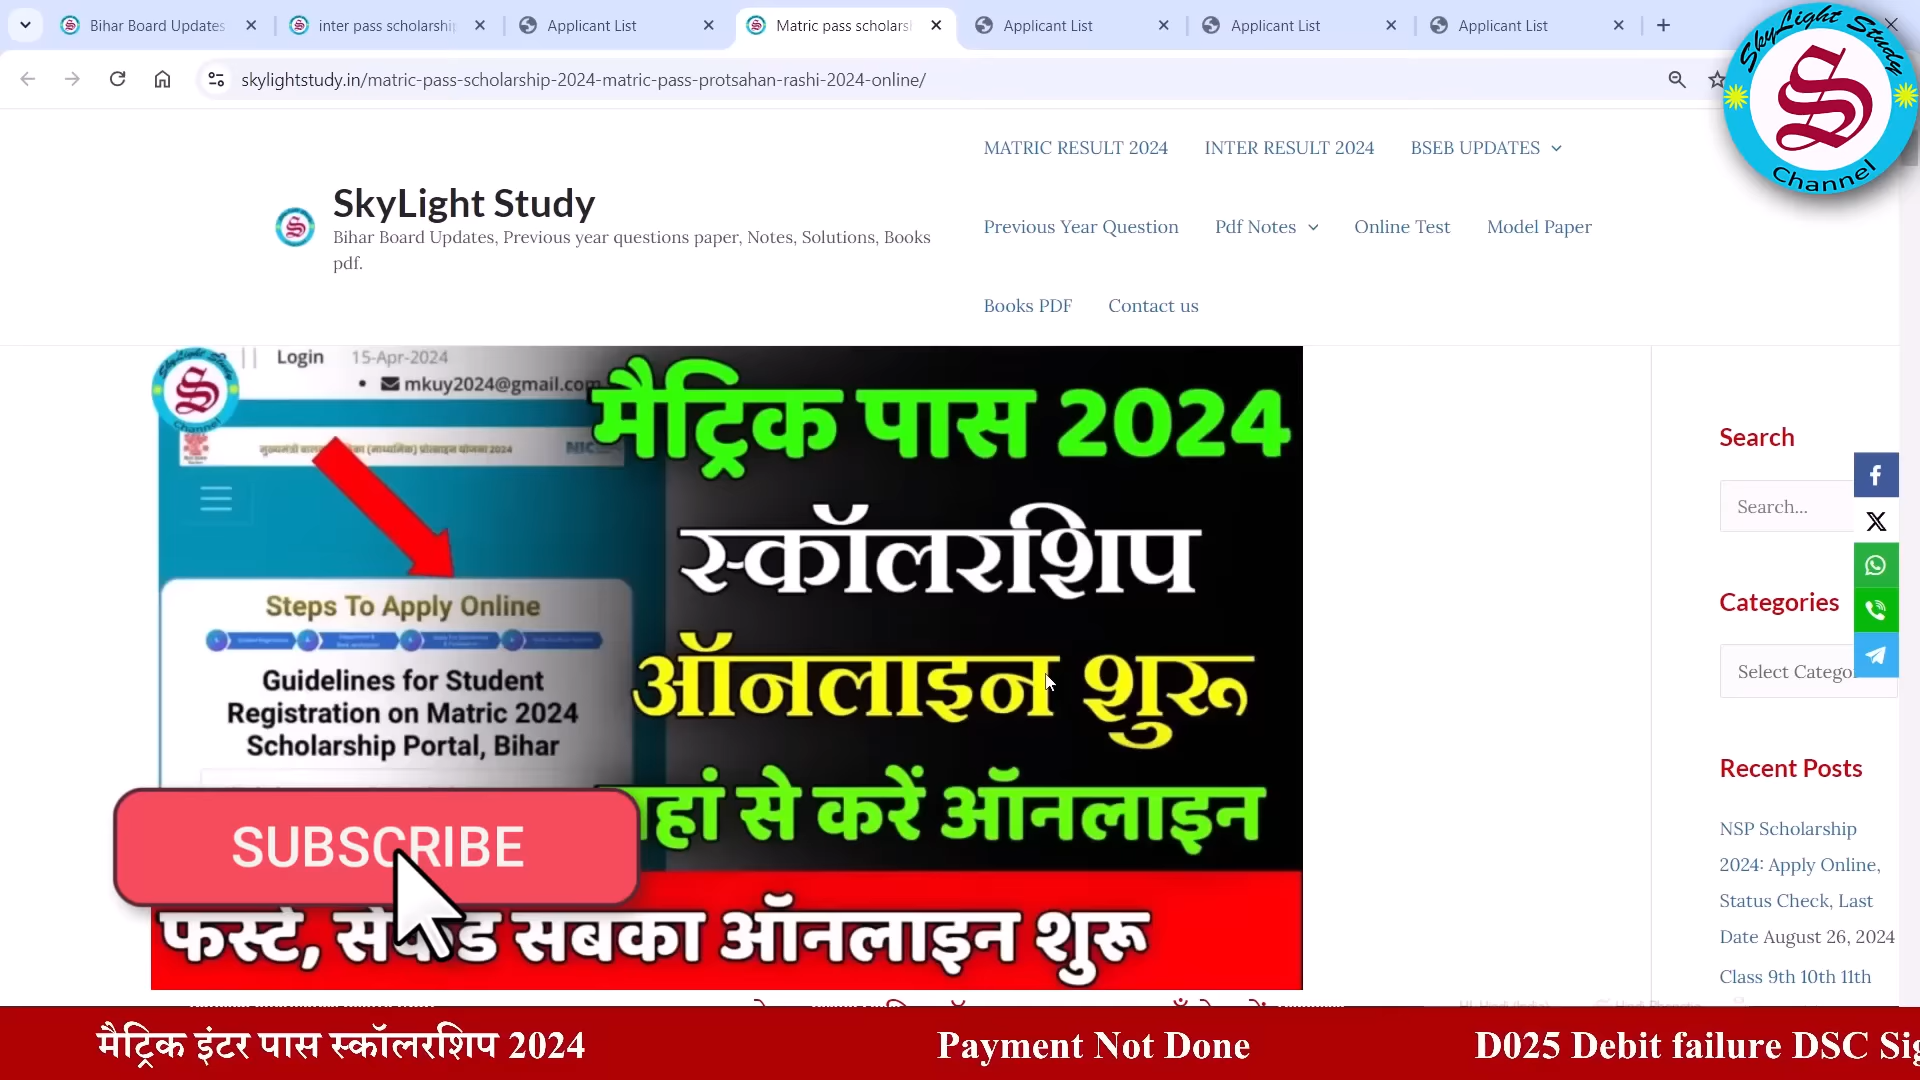 Bihar Board Updates
inter pass scholarship
Applicant List
Matric pass scholars
Applicant List
Applicant List
Applicant List
skylightstudy.in/matric-pass-scholarship-2024-matric-pass-protsahan-rashi-2024-online/
SkyLight Study
Channel
MATRIC RESULT 2024
INTER RESULT 2024
BSEB UPDATES
SkyLight Study
Bihar Board Updates, Previous year questions paper, Notes, Solutions, Books
pdf.
Previous Year Question
Pdf Notes
Online Test
Model Paper
Books PDF
Contact us
Login
15-Apr-2024
mkuy2024@gmail.com
NIC
Steps To Apply Online
Guidelines for Student
Registration on Matric 2024
Scholarship Portal, Bihar
मैट्रिक पास 2024
स्कॉलरशिप
ऑनलाइन शुरू
से करें ऑनलाइन
SUBSCRIBE
फर्स्ट,
सबका ऑनलाइन शुरू
Search
Search...
Categories
Select Catego
Recent Posts
NSP Scholarship
2024: Apply Online,
Status Check, Last
Date August 26, 2024
Class 9th 10th 11th
मैट्रिक इंटर पास स्कॉलरशिप 2024
Payment Not Done
D025 Debit failure DSC Sig